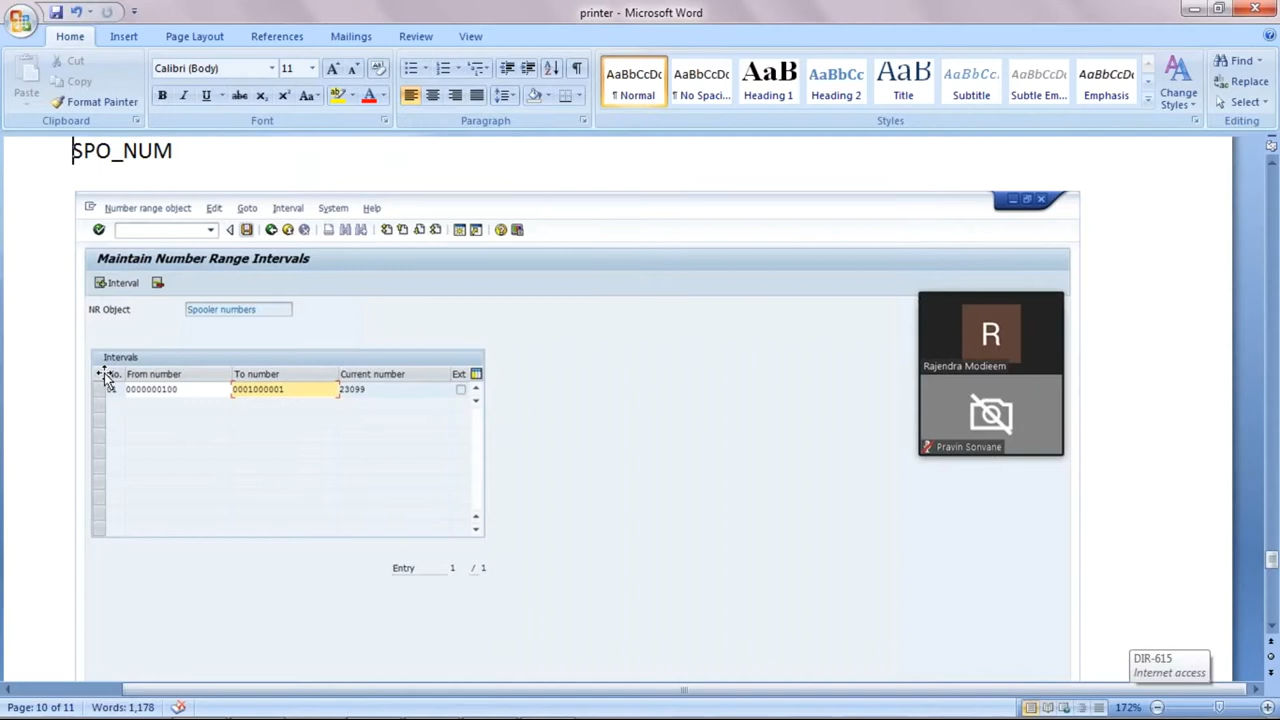 printer - Microsoft Word
Home Insert Page Layout References Mailings Review View
Paste
Cut
Copy
Format Painter
Clipboard
Calibri (Body) 11
Font
Paragraph
AaBbCcDc AaBbCcDc AaB AaBbCc AaB AaBbCc AaBbCcDc AaBbCcDc
¶ Normal ¶ No Spaci... Heading 1 Heading 2 Title Subtitle Subtle Em... Emphasis
Change Styles
Styles
Find
Replace
Select
Editing
SPO_NUM
Number range object Edit Goto Interval System Help
Maintain Number Range Intervals
Interval
NR Object Spooler numbers
Intervals
No. From number To number Current number Ext
0000000100 0001000001 23099
Entry 1 / 1
R
Rajendra Modieem
Pravin Sonvane
DIR-615
Internet access
Page: 10 of 11 Words: 1,178 172%